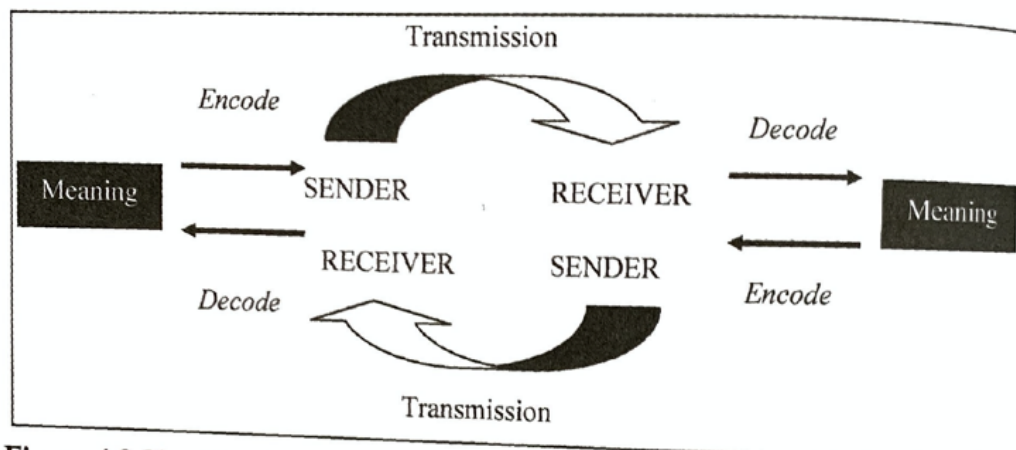 Transmission
Encode
Decode
Meaning
SENDER
RECEIVER
Meaning
RECEIVER
SENDER
Decode
Encode
Transmission